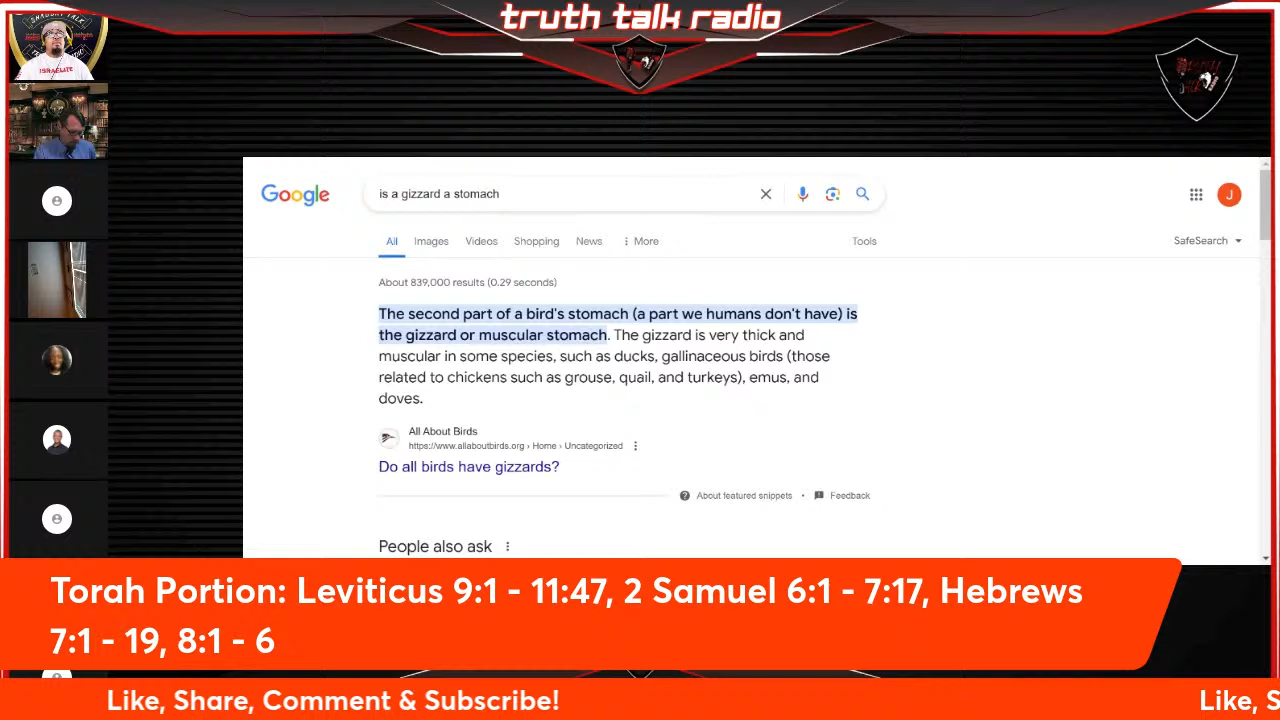 truth talk radio
ISRAELITE
Google
is a gizzard a stomach
J
All Images Videos Shopping News More Tools
SafeSearch
About 839,000 results (0.29 seconds)
The second part of a bird's stomach (a part we humans don't have) is
the gizzard or muscular stomach. The gizzard is very thick and
muscular in some species, such as ducks, gallinaceous birds (those
related to chickens such as grouse, quail, and turkeys), emus, and
doves.
All About Birds
https://www.allaboutbirds.org › Home › Uncategorized
Do all birds have gizzards?
About featured snippets • Feedback
People also ask
Torah Portion: Leviticus 9:1 - 11:47, 2 Samuel 6:1 - 7:17, Hebrews
7:1 - 19, 8:1 - 6
Like, Share, Comment & Subscribe! Like, S